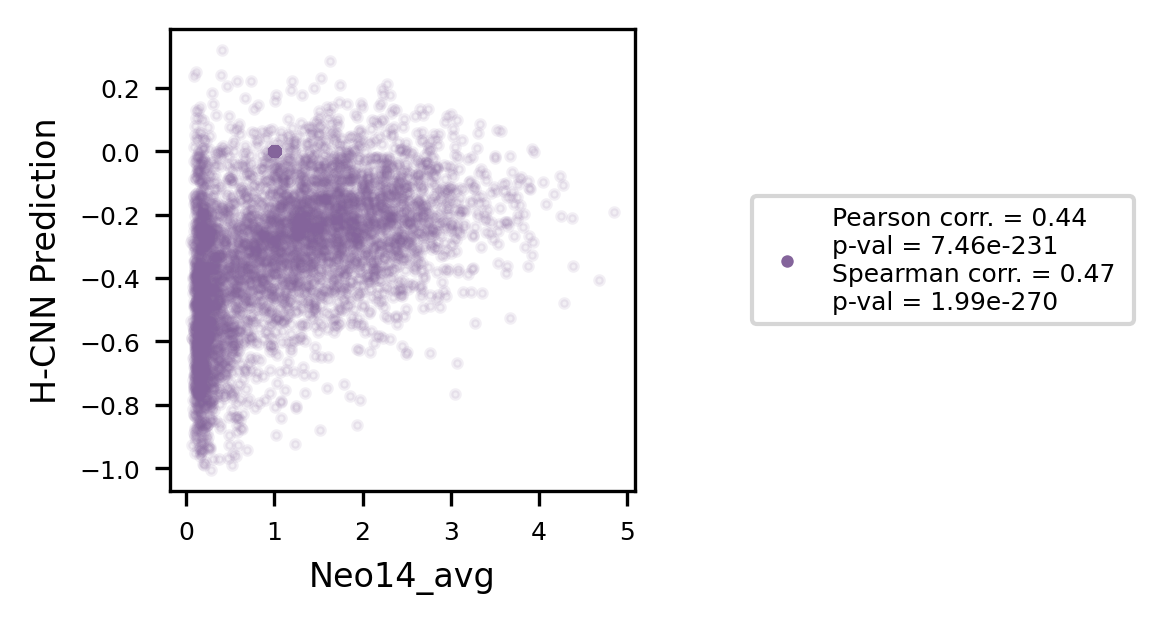 H-CNN Prediction
0.2
0.0
−0.2
−0.4
−0.6
−0.8
−1.0
0 1 2 3 4 5
Neo14_avg
Pearson corr. = 0.44
p-val = 7.46e-231
Spearman corr. = 0.47
p-val = 1.99e-270